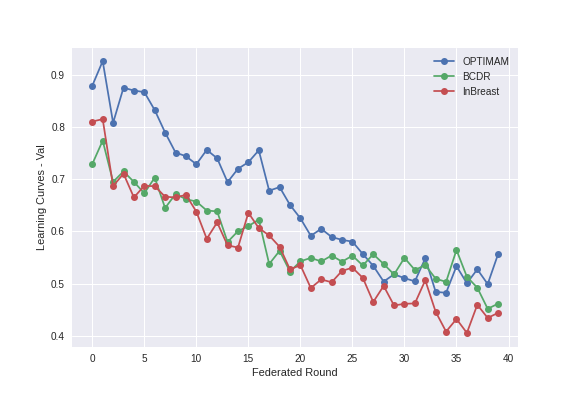 OPTIMAM
BCDR
InBreast
Learning Curves - Val
0.9
0.8
0.7
0.6
0.5
0.4
0 5 10 15 20 25 30 35 40
Federated Round